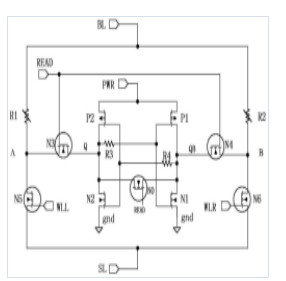 BL
READ
PWR
R1
P2
P1
R2
N3
N4
A
Q
R3
R4
QB
B
N5
WLL
N2
N0
READ
N1
WLR
N6
gnd
gnd
SL